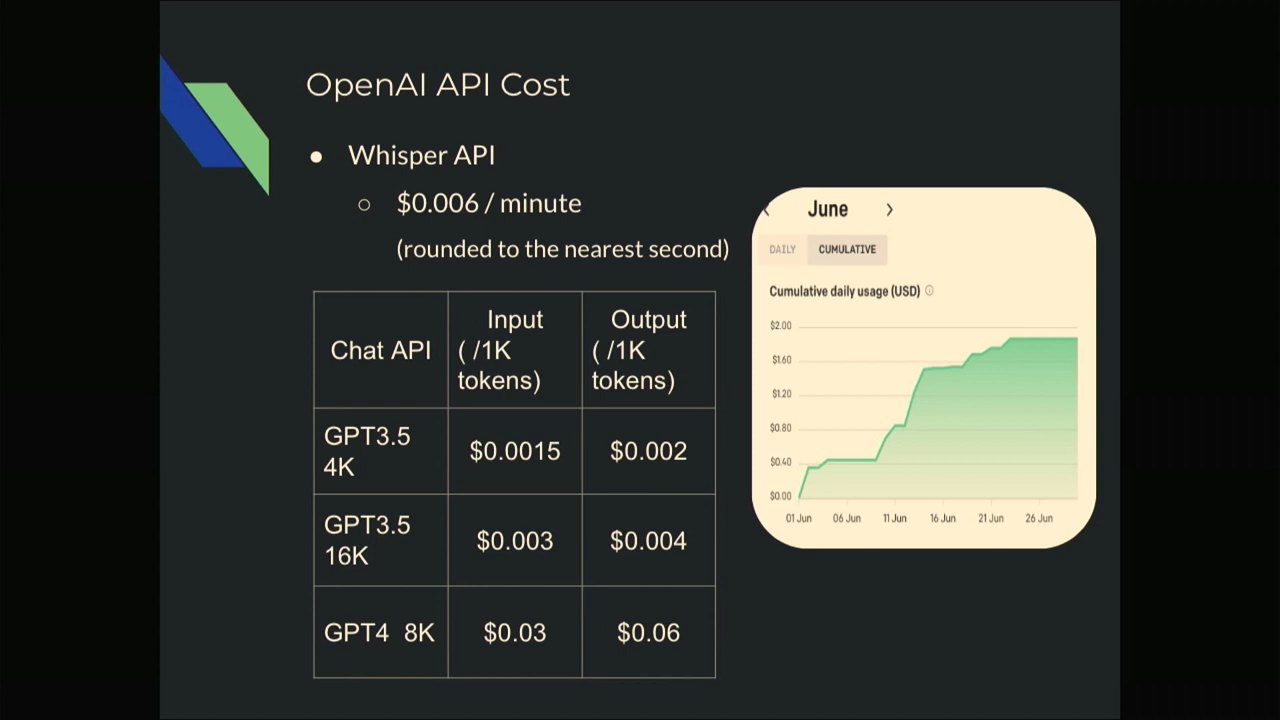 OpenAI API Cost
● Whisper API
○ $0.006 / minute
(rounded to the nearest second)
Chat API
Input
( /1K
tokens)
Output
( /1K
tokens)
GPT3.5
4K
$0.0015
$0.002
GPT3.5
16K
$0.003
$0.004
GPT4 8K
$0.03
$0.06
‹ June ›
DAILY CUMULATIVE
Cumulative daily usage (USD)
$2.00
$1.60
$1.20
$0.80
$0.40
$0.00
01 Jun 06 Jun 11 Jun 16 Jun 21 Jun 26 Jun